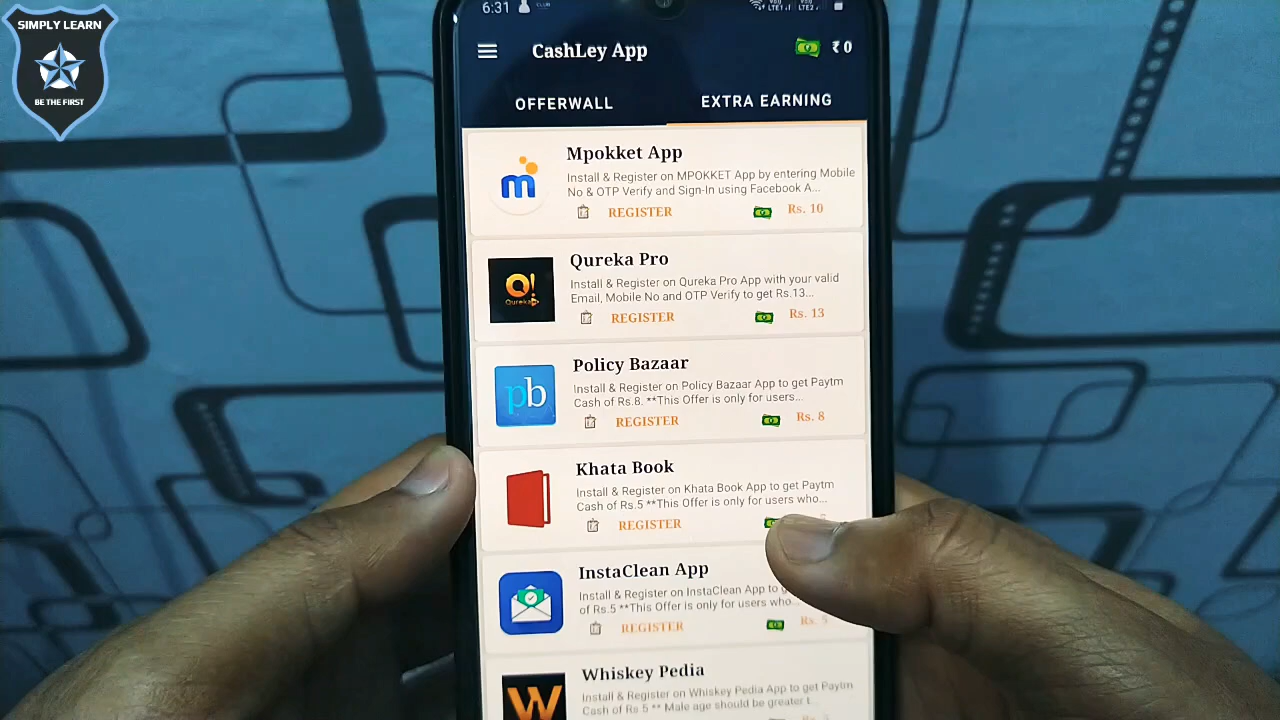 SIMPLY LEARN
BE THE FIRST
6:31
CashLey App
₹ 0
OFFERWALL
EXTRA EARNING
Mpokket App
Install & Register on MPOKKET App by entering Mobile
No & OTP Verify and Sign-In using Facebook A...
REGISTER
Rs. 10
Qureka Pro
Install & Register on Qureka Pro App with your valid
Email, Mobile No and OTP Verify to get Rs.13...
REGISTER
Rs. 13
Q!
Qureka
Policy Bazaar
Install & Register on Policy Bazaar App to get Paytm
Cash of Rs.8. **This Offer is only for users...
REGISTER
Rs. 8
pb
Khata Book
Install & Register on Khata Book App to get Paytm
Cash of Rs.5 **This Offer is only for users who...
REGISTER
InstaClean App
Install & Register on InstaClean App to
of Rs.5 **This Offer is only for users who...
REGISTER
Rs. 5
Whiskey Pedia
Install & Register on Whiskey Pedia App to get Paytm
Cash of Rs.5 ** Male age should be greater t...
W